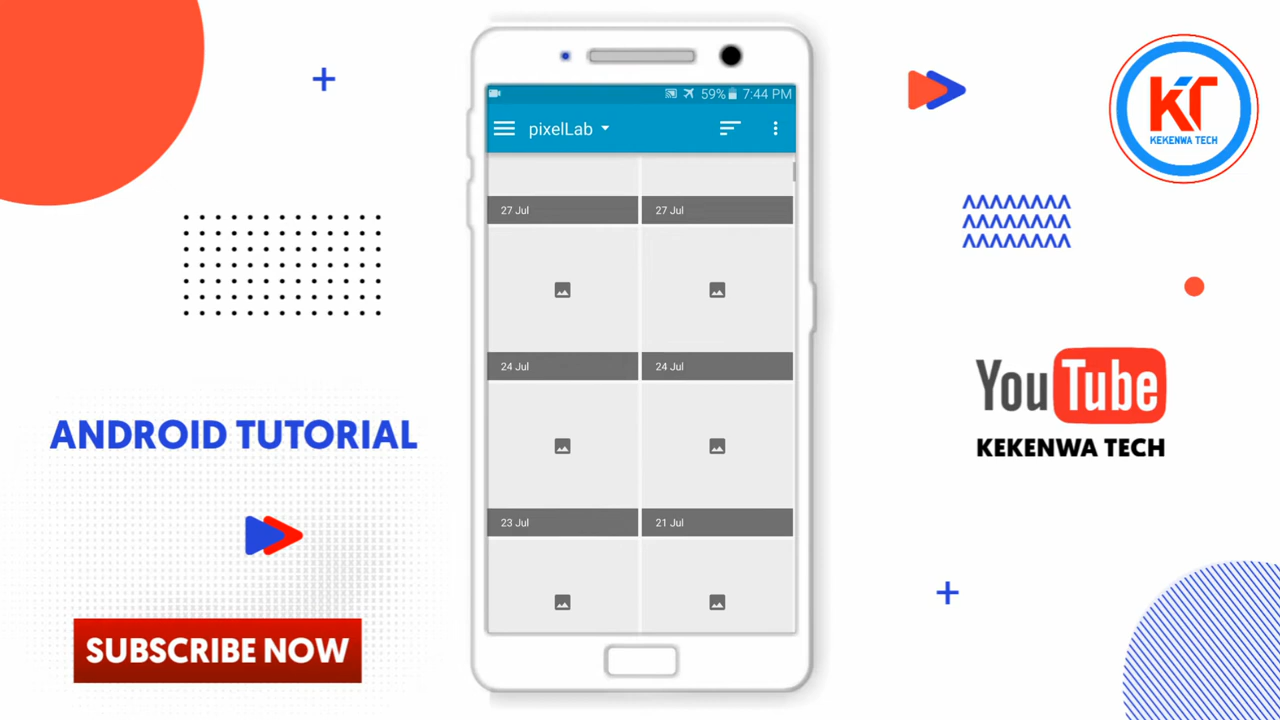 59% 7:44 PM
pixelLab
27 Jul 27 Jul
24 Jul 24 Jul
23 Jul 21 Jul
KT
KEKENWA TECH
ANDROID TUTORIAL
SUBSCRIBE NOW
YouTube
KEKENWA TECH